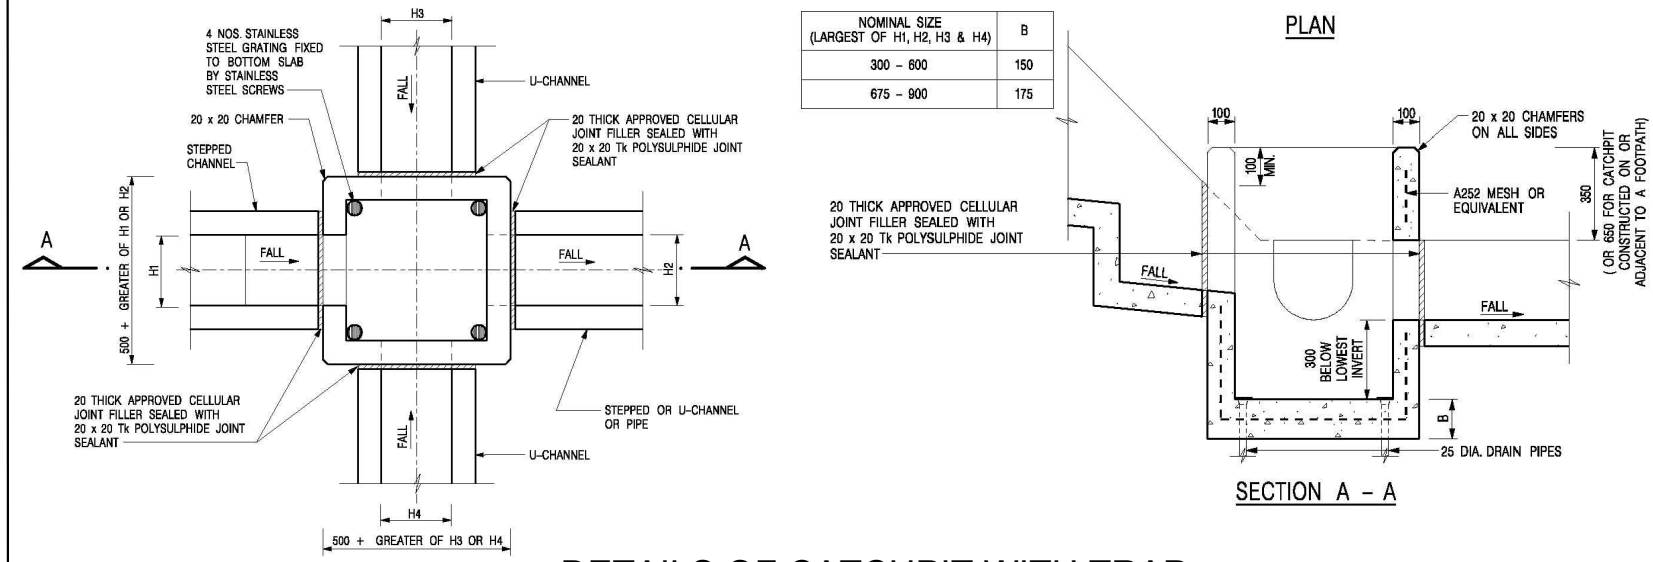 H3
4 NOS. STAINLESS
STEEL GRATING FIXED
TO BOTTOM SLAB
BY STAINLESS
STEEL SCREWS
FALL
U-CHANNEL
20 x 20 CHAMFER
20 THICK APPROVED CELLULAR
JOINT FILLER SEALED WITH
20 x 20 Tk POLYSULPHIDE JOINT
SEALANT
STEPPED
CHANNEL
500 + GREATER OF H1 OR H2
A
H1
FALL
FALL
H2
A
20 THICK APPROVED CELLULAR
JOINT FILLER SEALED WITH
20 x 20 Tk POLYSULPHIDE JOINT
SEALANT
FALL
STEPPED OR U-CHANNEL
OR PIPE
U-CHANNEL
H4
500 + GREATER OF H3 OR H4
NOMINAL SIZE
(LARGEST OF H1, H2, H3 & H4)
B
300 - 600
150
675 - 900
175
PLAN
100
100
20 x 20 CHAMFERS
ON ALL SIDES
100
MIN.
A252 MESH OR
EQUIVALENT
350
( OR 650 FOR CATCHPIT
CONSTRUCTED ON OR
ADJACENT TO A FOOTPATH)
20 THICK APPROVED CELLULAR
JOINT FILLER SEALED WITH
20 x 20 Tk POLYSULPHIDE JOINT
SEALANT
FALL
FALL
300
BELOW
LOWEST
INVERT
B
25 DIA. DRAIN PIPES
SECTION A - A
DETAILS OF CATCHPIT WITH TRAP